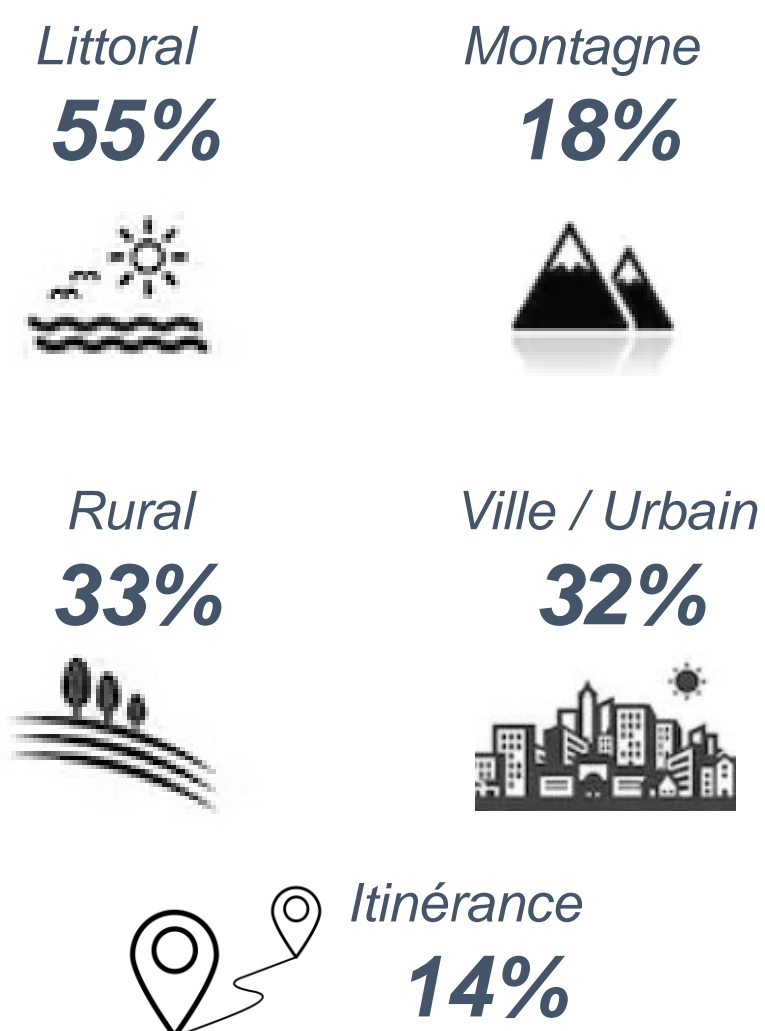 Littoral
55%
Montagne
18%
Rural
33%
Ville / Urbain
32%
Itinérance
14%